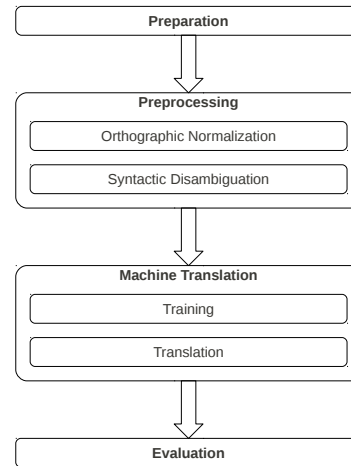 Preparation
Preprocessing
Orthographic Normalization
Syntactic Disambiguation
Machine Translation
Training
Translation
Evaluation